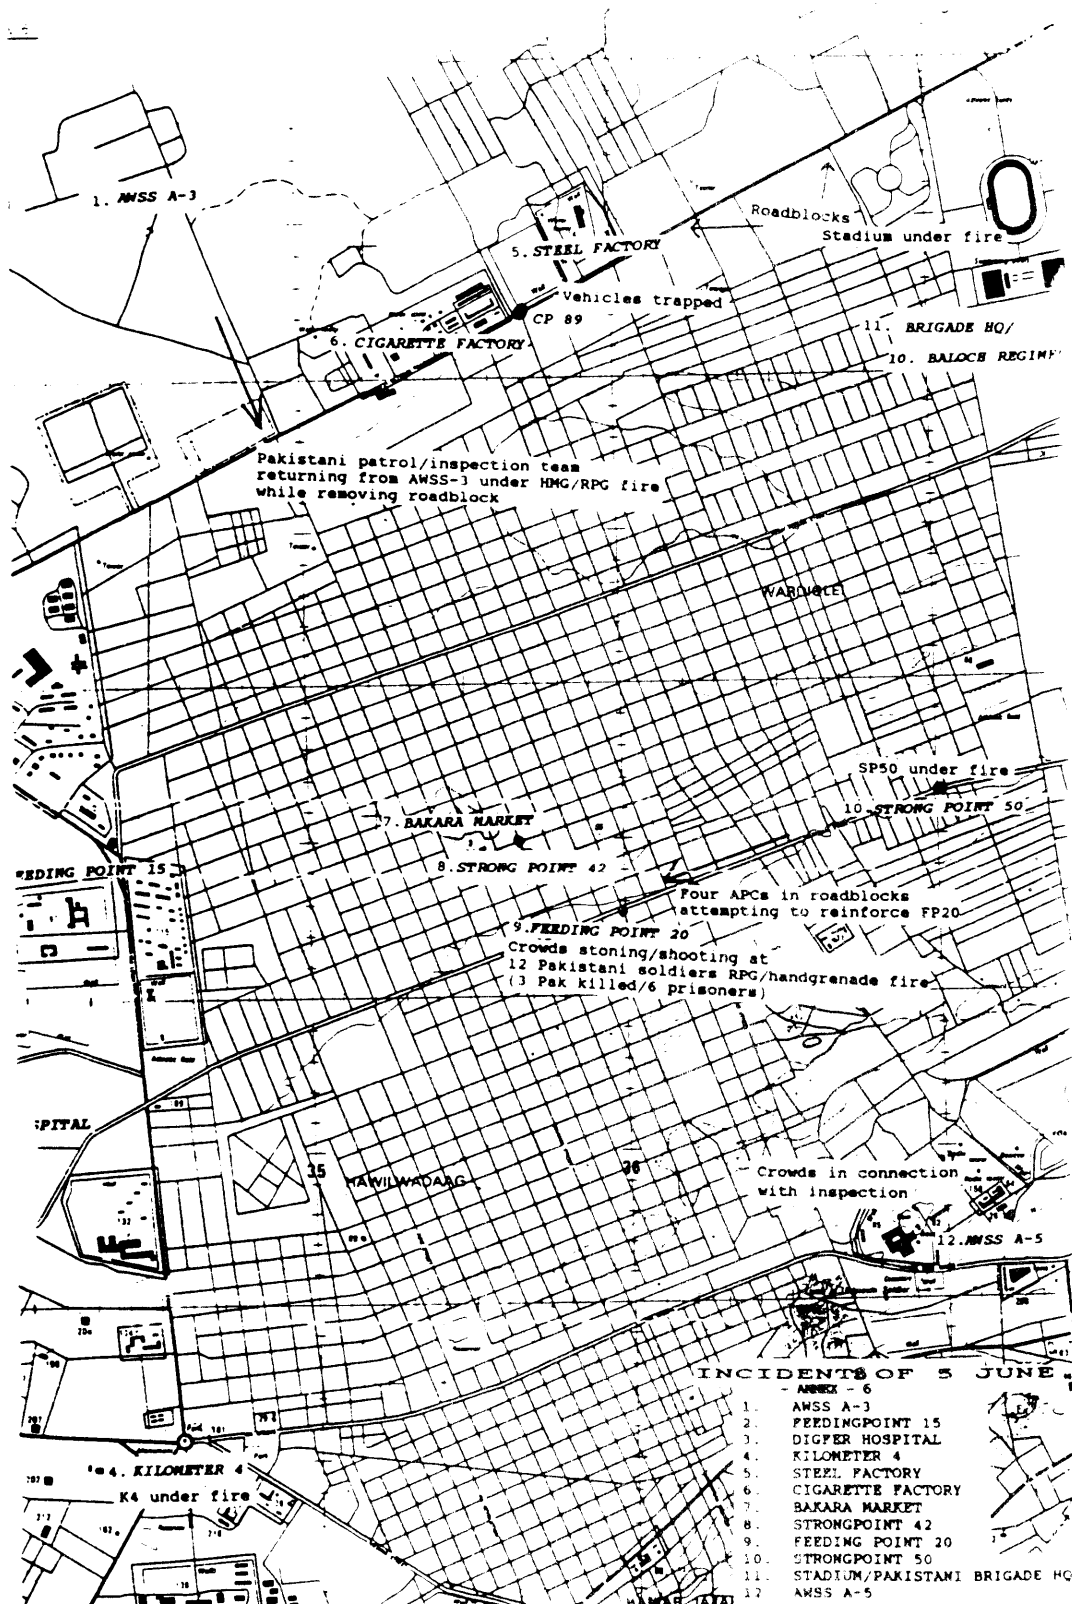 1. AWSS A-3
Roadblocks
Stadium under fire
5. STEEL FACTORY
Vehicles trapped
CP 89
6. CIGARETTE FACTORY
11. BRIGADE HQ/
10. BALOCH REGIME
Pakistani patrol/inspection team
returning from AWSS-3 under HMG/RPG fire
while removing roadblock
Tower
Tower
WARDIGLEI
SP50 under fire
10. STRONG POINT 50
7. BAKARA MARKET
8. STRONG POINT 42
EEDING POINT 15
Four APCs in roadblocks
attempting to reinforce FP20
9. FEEDING POINT 20
Crowds stoning/shooting at
12 Pakistani soldiers RPG/handgrenade fire
(3 Pak killed/6 prisoners)
SPITAL
35
HAWILWADAAG
36
Crowds in connection
with inspection
12. AWSS A-5
4. KILOMETER 4
K4 under fire
INCIDENTS OF 5 JUNE
- ANNEX - 6
1. AWSS A-3
2. FEEDINGPOINT 15
3. DIGFER HOSPITAL
4. KILOMETER 4
5. STEEL FACTORY
6. CIGARETTE FACTORY
7. BAKARA MARKET
8. STRONGPOINT 42
9. FEEDING POINT 20
10. STRONGPOINT 50
11. STADIUM/PAKISTANI BRIGADE HQ
12 AWSS A-5